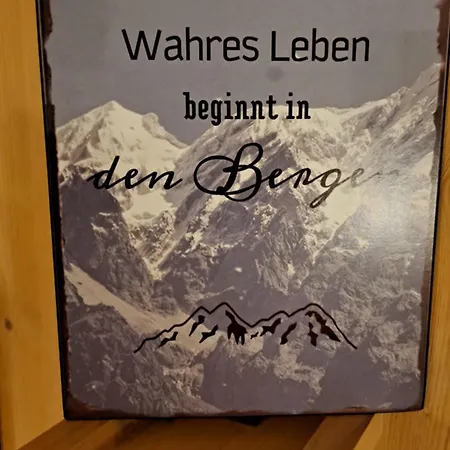 Wahres Leben
beginnt in
den Bergen